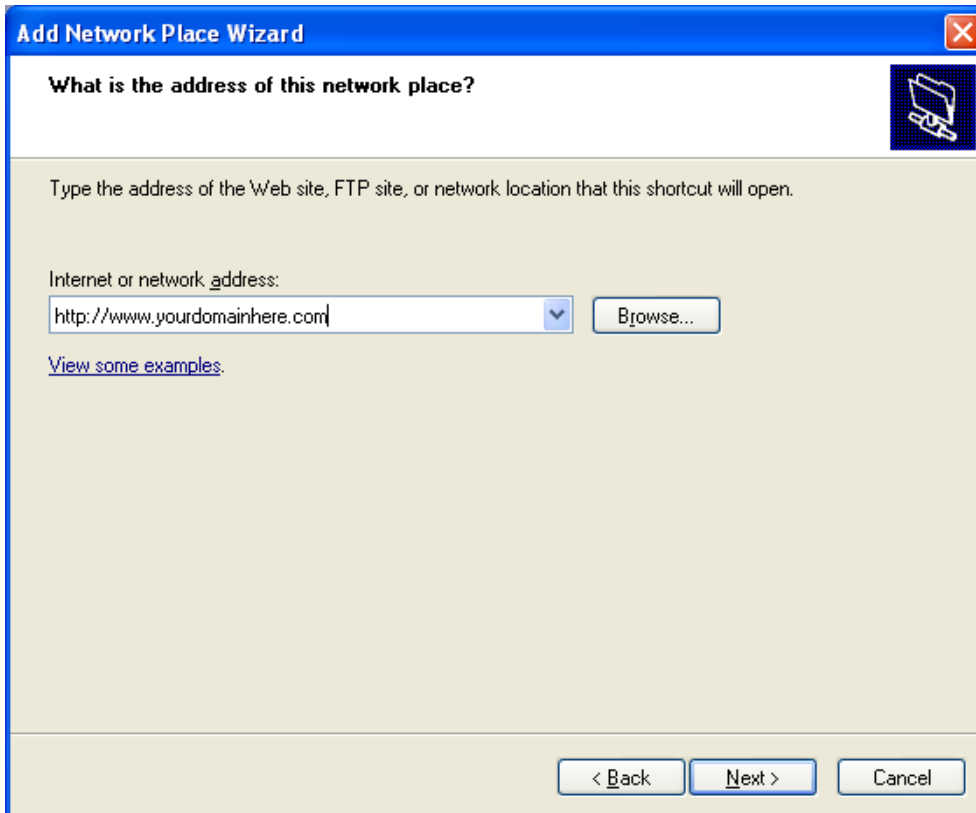 Add Network Place Wizard
What is the address of this network place?
Type the address of the Web site, FTP site, or network location that this shortcut will open.
Internet or network address:
http://www.yourdomainhere.com
Browse...
View some examples.
< Back
Next >
Cancel